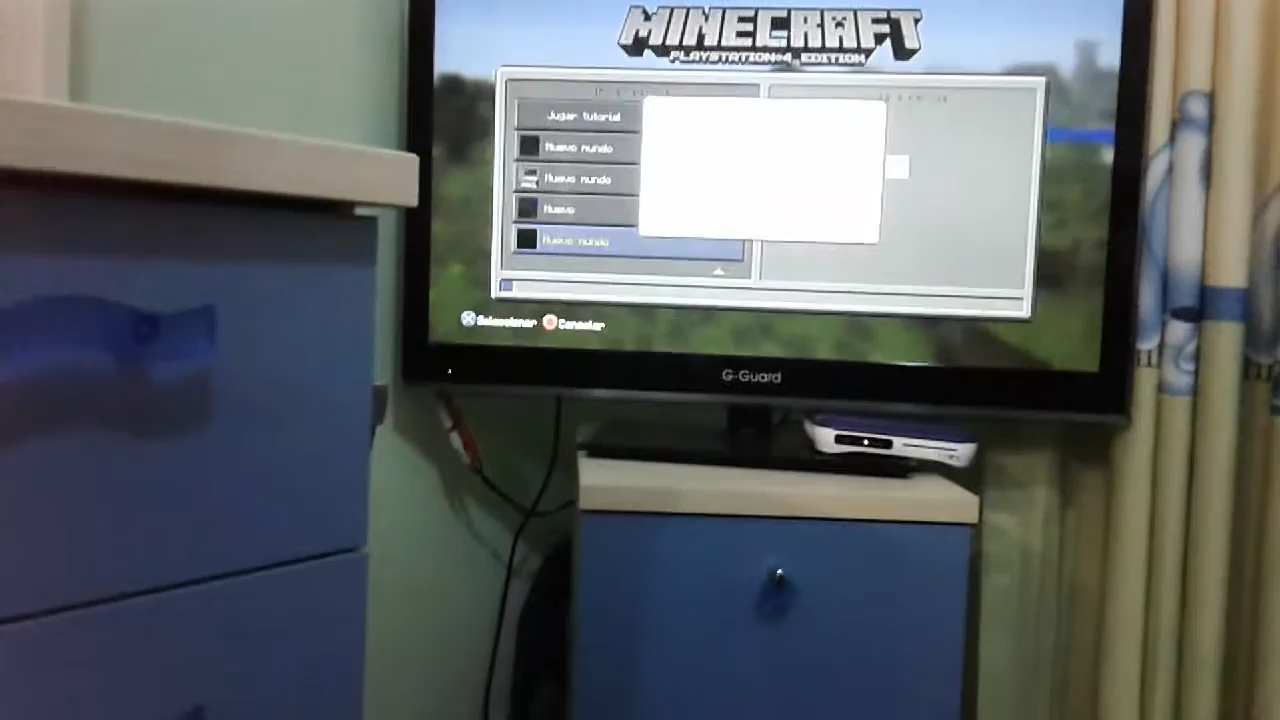 MINECRAFT
PLAYSTATION®4 EDITION
Jugar tutorial
Nuevo mundo
Nuevo mundo
Nuevo
Nuevo mundo
Seleccionar
Cancelar
G-Guard